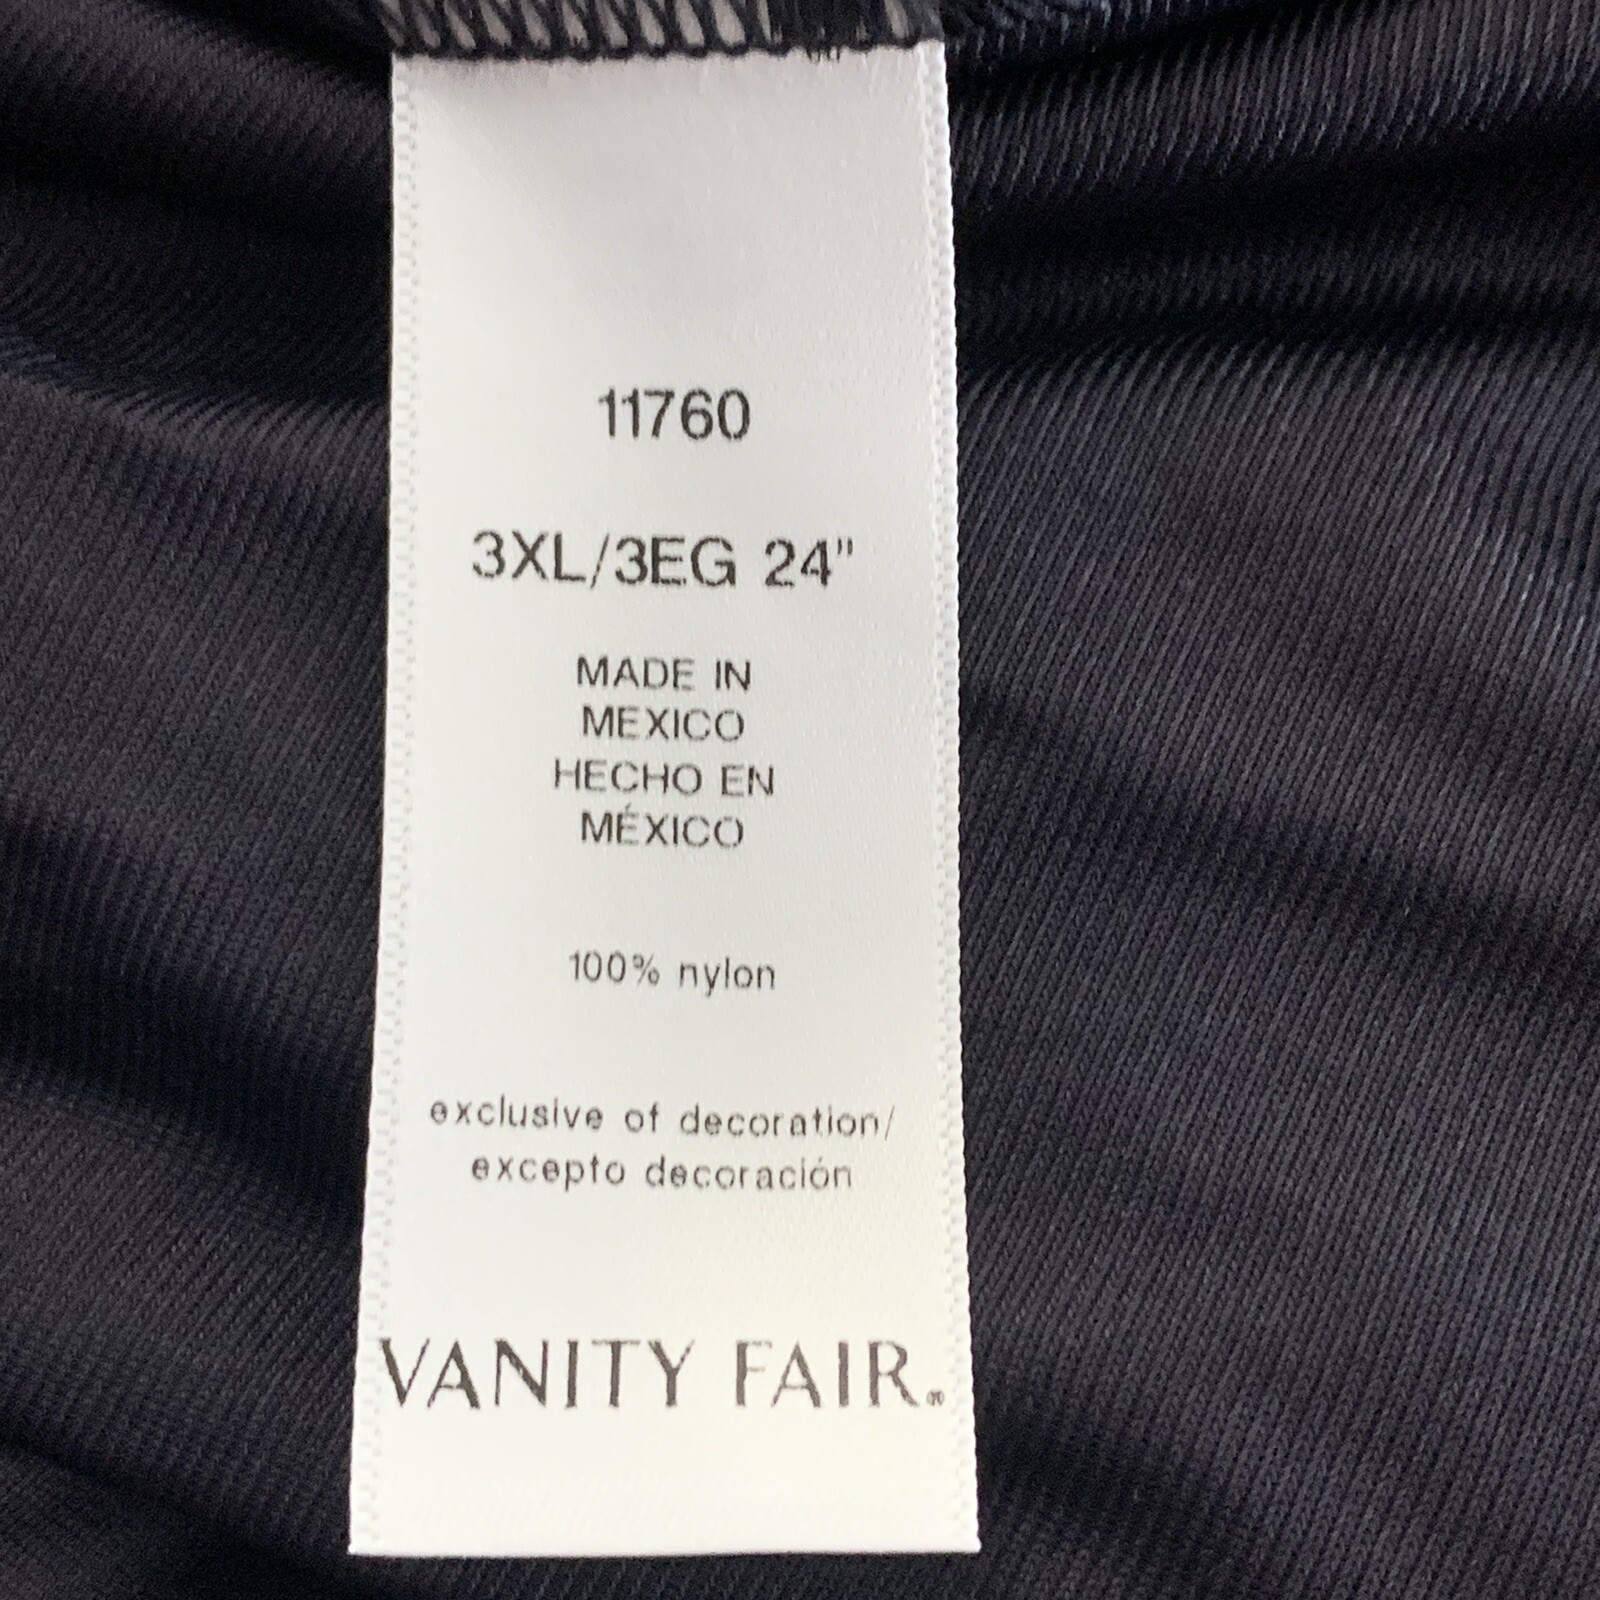 11760
3XL/3EG 24"
MADE IN
MEXICO
HECHO EN
MÉXICO
100% nylon
exclusive of decoration/
excepto decoración
VANITY FAIR®